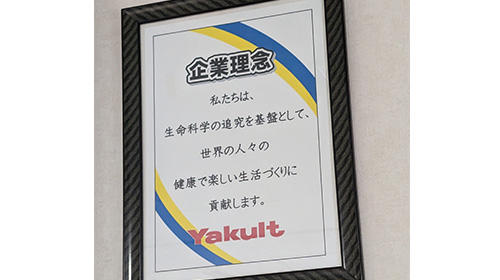 企業理念
私たちは、
生命科学の追究を基盤として、
世界の人々の
健康で楽しい生活づくりに
貢献します。
Yakult